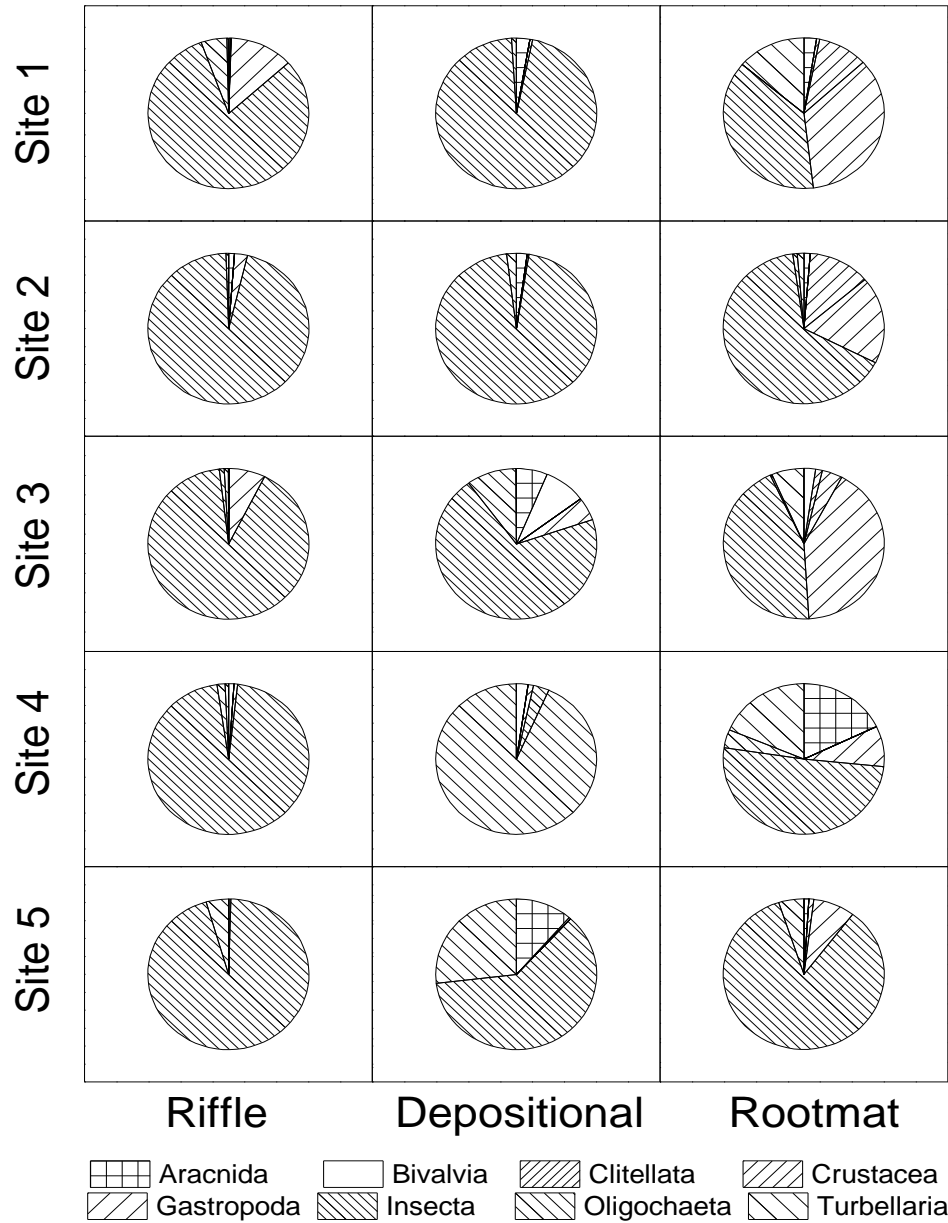 Site 1
Site 2
Site 3
Site 4
Site 5
Riffle Depositional Rootmat
Aracnida Bivalvia Clitellata Crustacea
Gastropoda Insecta Oligochaeta Turbellaria